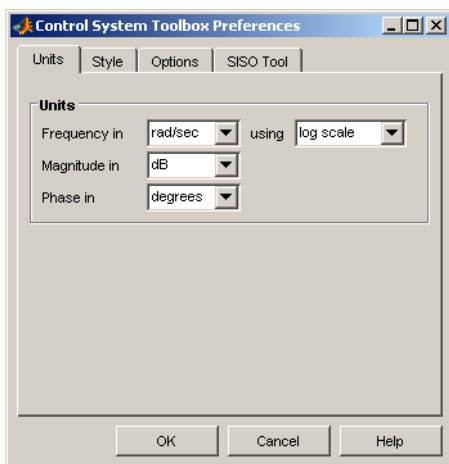 Control System Toolbox Preferences
Units Style Options SISO Tool
Units
Frequency in rad/sec using log scale
Magnitude in dB
Phase in degrees
OK Cancel Help